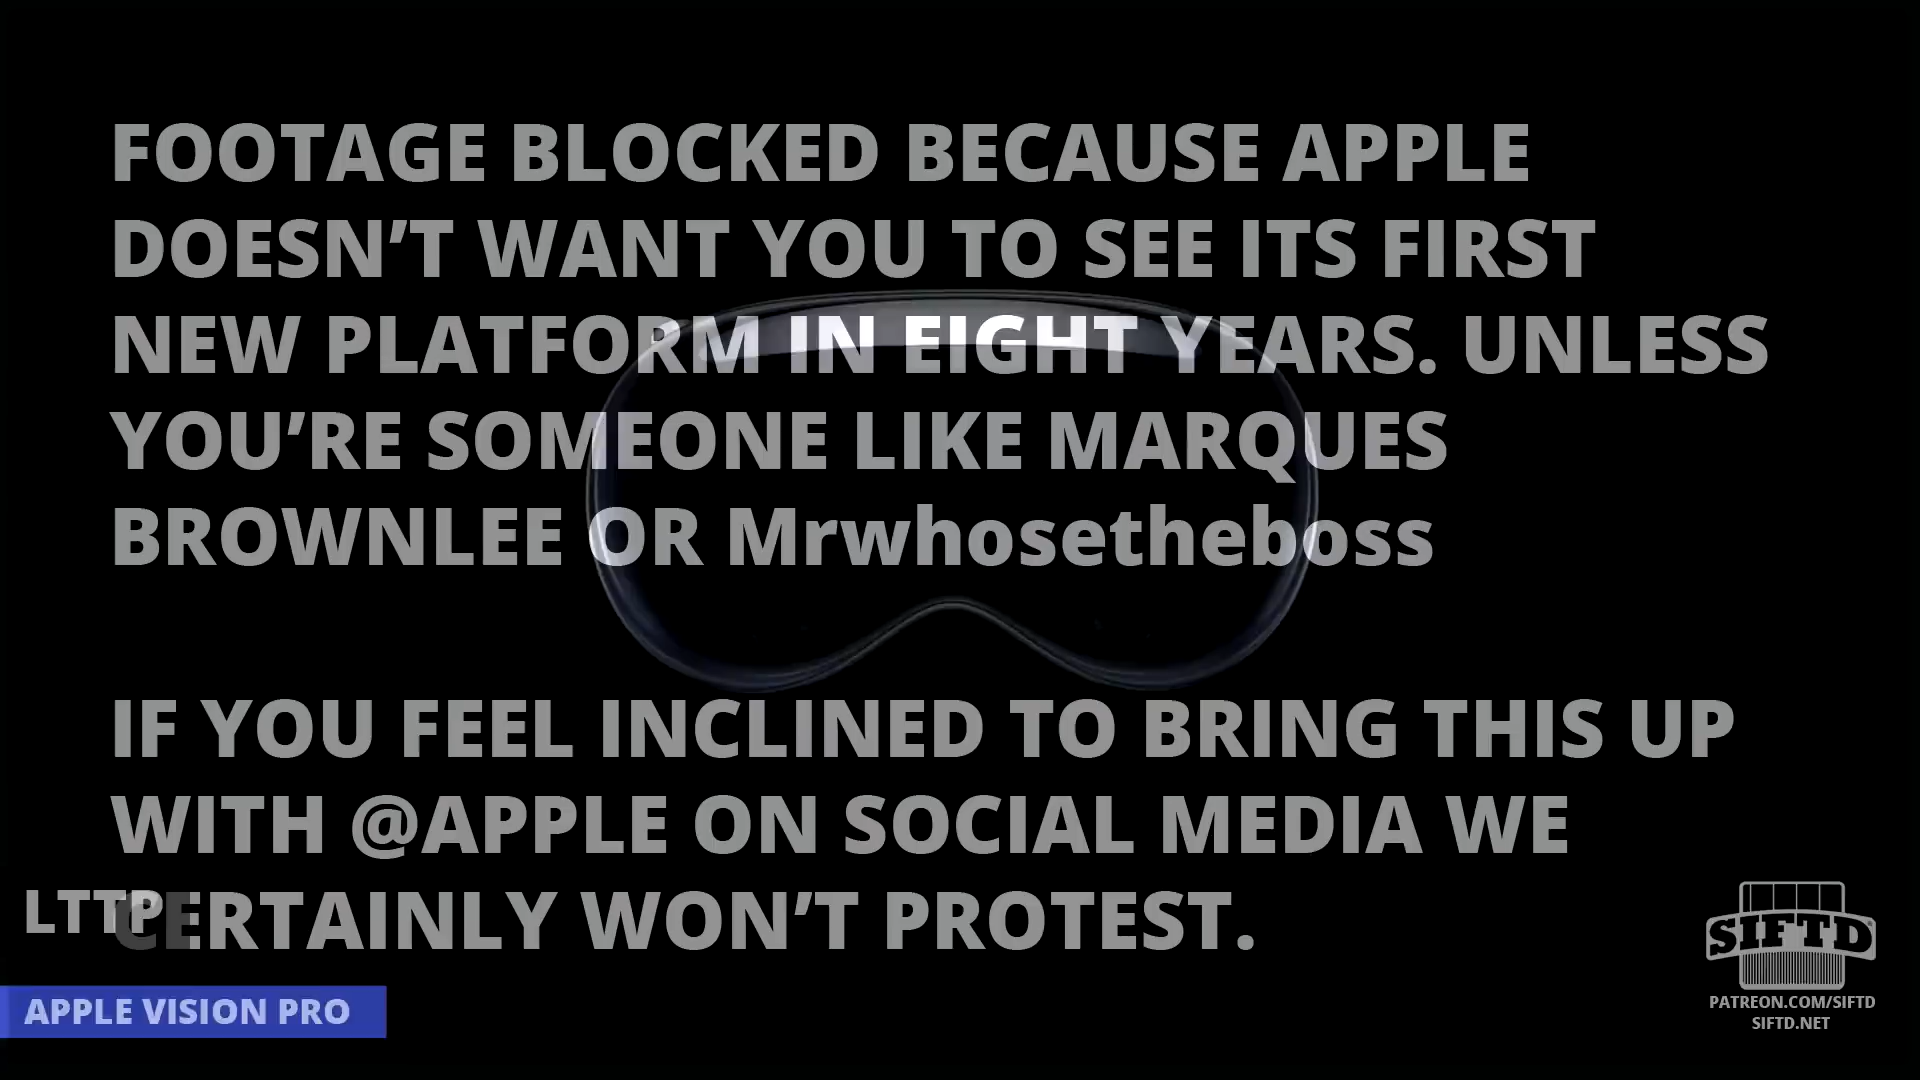 FOOTAGE BLOCKED BECAUSE APPLE
DOESN’T WANT YOU TO SEE ITS FIRST
NEW PLATFORM IN EIGHT YEARS. UNLESS
YOU’RE SOMEONE LIKE MARQUES
BROWNLEE OR Mrwhosetheboss
IF YOU FEEL INCLINED TO BRING THIS UP
WITH @APPLE ON SOCIAL MEDIA WE
CERTAINLY WON’T PROTEST.
LTTP
APPLE VISION PRO
SIFTD
PATREON.COM/SIFTD
SIFTD.NET